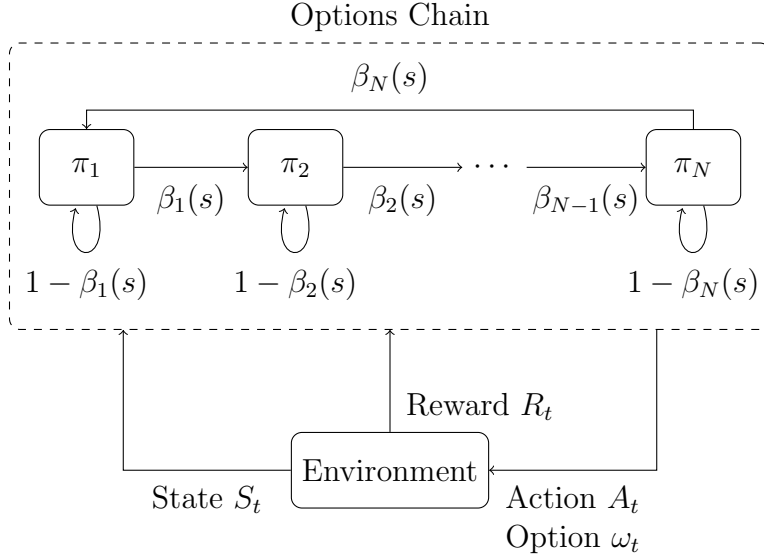 Options Chain
β_N(s)
π_1
π_2
⋯
π_N
β_1(s)
β_2(s)
β_{N−1}(s)
1 − β_1(s)
1 − β_2(s)
1 − β_N(s)
Reward R_t
Environment
State S_t
Action A_t
Option ω_t